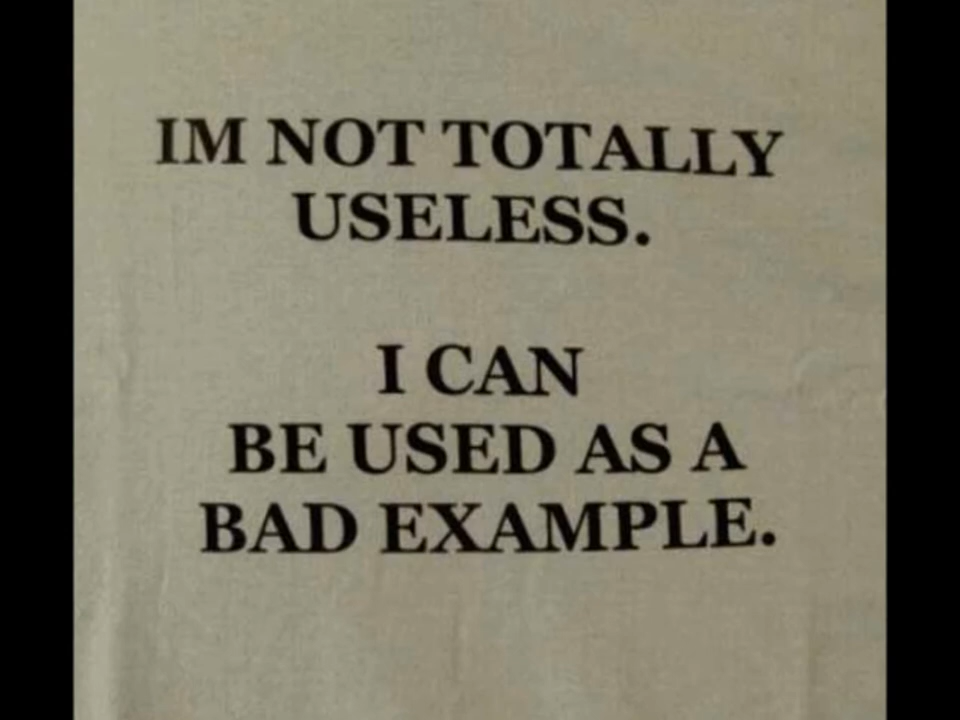 IM NOT TOTALLY
USELESS.
I CAN
BE USED AS A
BAD EXAMPLE.